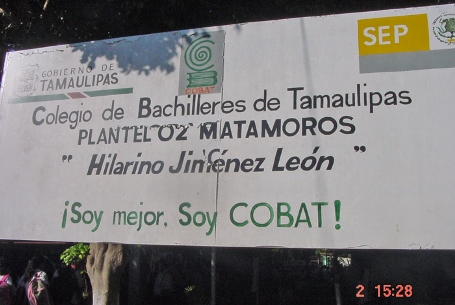 GOBIERNO DE
TAMAULIPAS
COBAT
SEP
Colegio de Bachilleres de Tamaulipas
PLANTEL 02 MATAMOROS
" Hilarino Jiménez León "
¡Soy mejor, Soy COBAT!
2 15:28